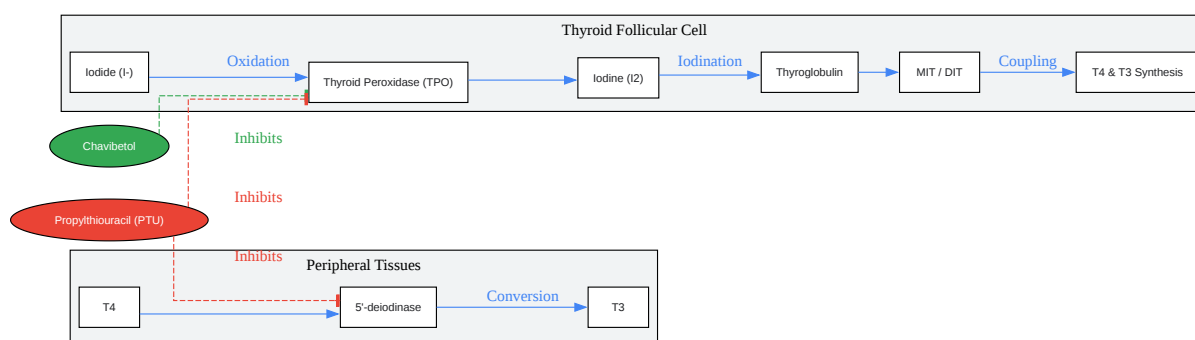 Thyroid Follicular Cell
Iodide (I-)
Oxidation
Thyroid Peroxidase (TPO)
Iodine (I2)
Iodination
Thyroglobulin
MIT / DIT
Coupling
T4 & T3 Synthesis
Chavibetol
Inhibits
Inhibits
Propylthiouracil (PTU)
Inhibits
Peripheral Tissues
T4
5'-deiodinase
Conversion
T3